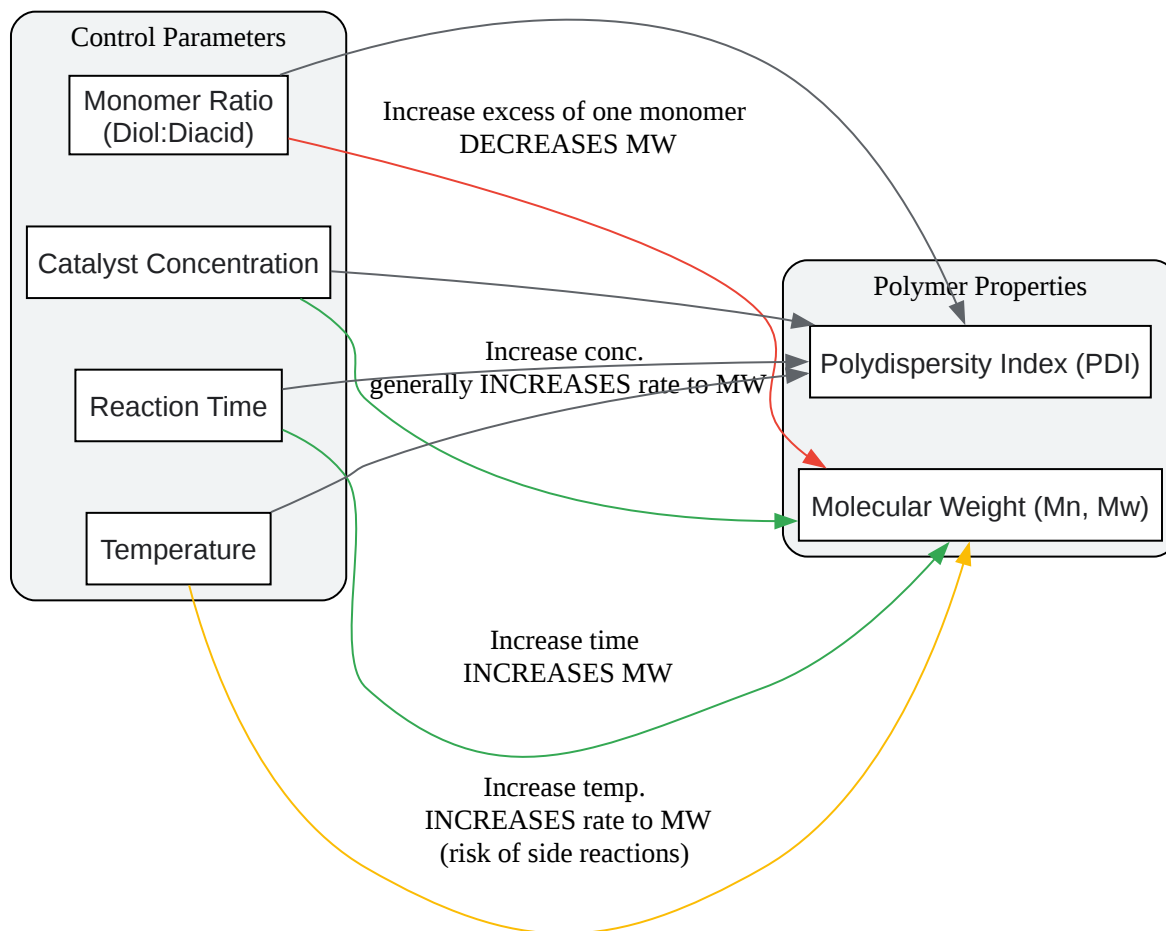 Control Parameters
Monomer Ratio
(Diol:Diacid)
Increase excess of one monomer
DECREASES MW
Catalyst Concentration
Polymer Properties
Polydispersity Index (PDI)
Increase conc.
generally INCREASES rate to MW
Reaction Time
Molecular Weight (Mn, Mw)
Temperature
Increase time
INCREASES MW
Increase temp.
INCREASES rate to MW
(risk of side reactions)